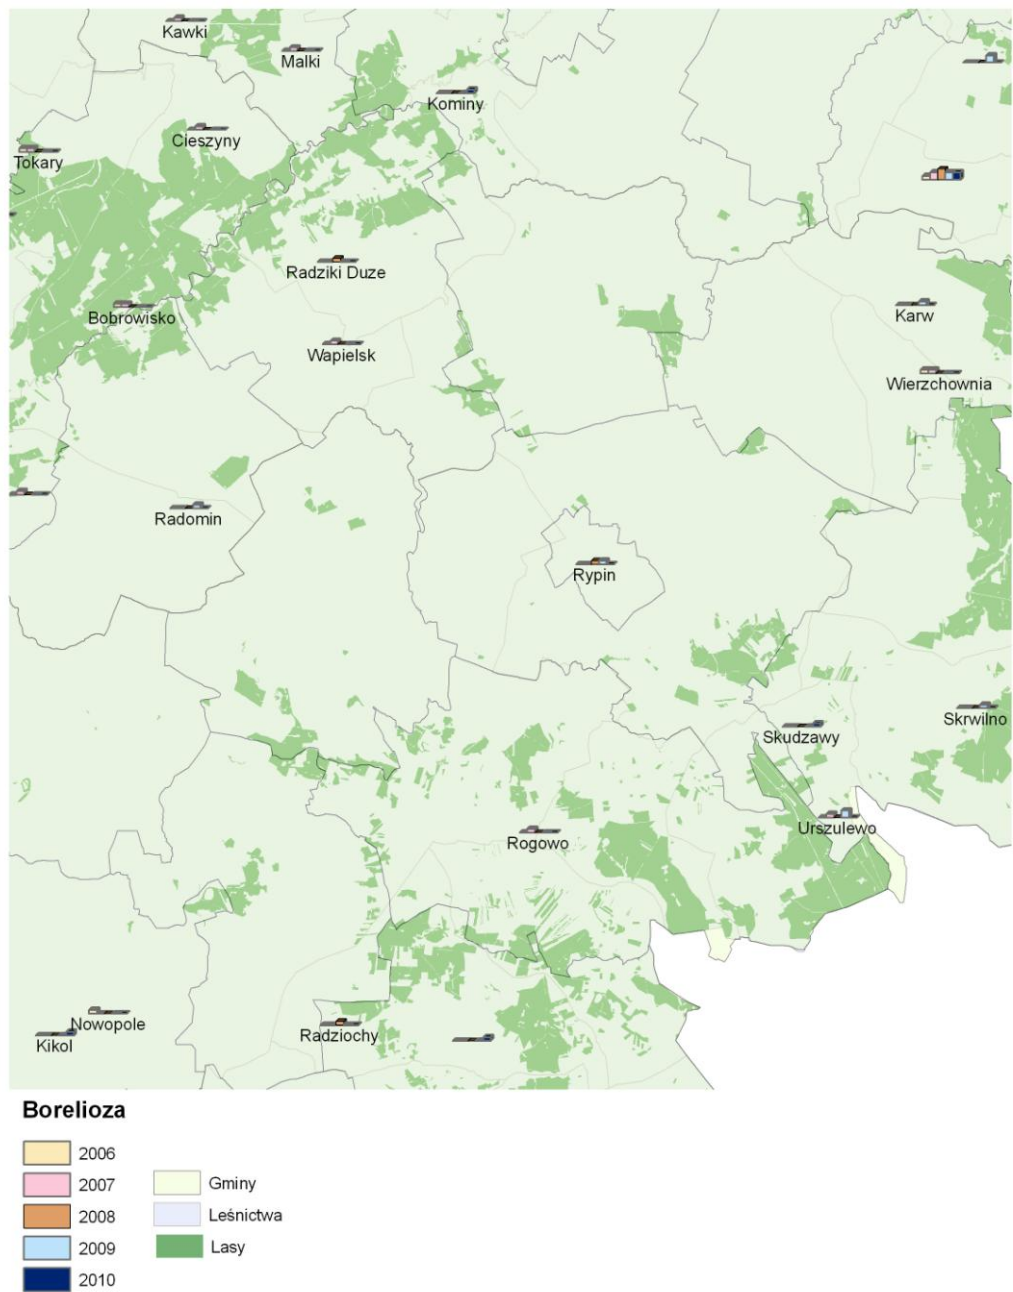 Kawki
Malki
Kominy
Cieszyny
Tokary
Radziki Duze
Bobrowisko
Karw
Wapielsk
Wierzchownia
Radomin
Rypin
Skrwilno
Skudzawy
Urszulewo
Rogowo
Nowopole
Radziochy
Kikol
Borelioza
2006
2007
2008
2009
2010
Gminy
Leśnictwa
Lasy